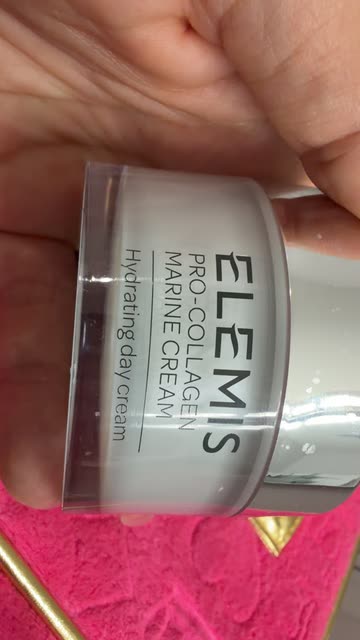 ELEMIS
PRO-COLLAGEN
MARINE CREAM
Hydrating day cream